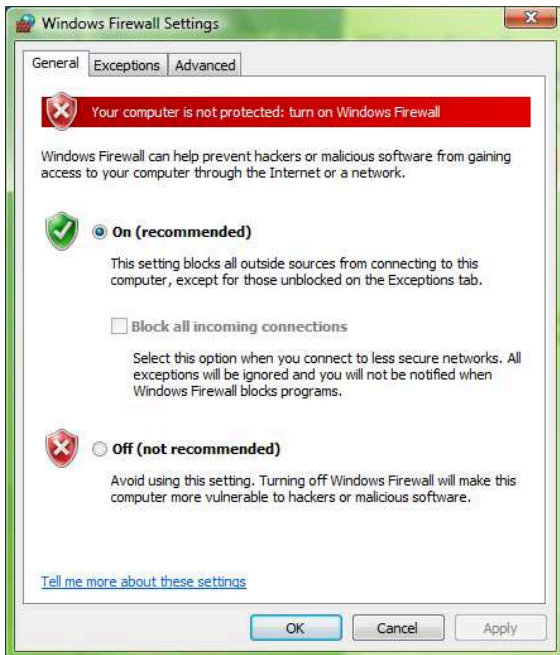 Windows Firewall Settings
General
Exceptions
Advanced
Your computer is not protected: turn on Windows Firewall
Windows Firewall can help prevent hackers or malicious software from gaining
access to your computer through the Internet or a network.
On (recommended)
This setting blocks all outside sources from connecting to this
computer, except for those unblocked on the Exceptions tab.
Block all incoming connections
Select this option when you connect to less secure networks. All
exceptions will be ignored and you will not be notified when
Windows Firewall blocks programs.
Off (not recommended)
Avoid using this setting. Turning off Windows Firewall will make this
computer more vulnerable to hackers or malicious software.
Tell me more about these settings
OK
Cancel
Apply